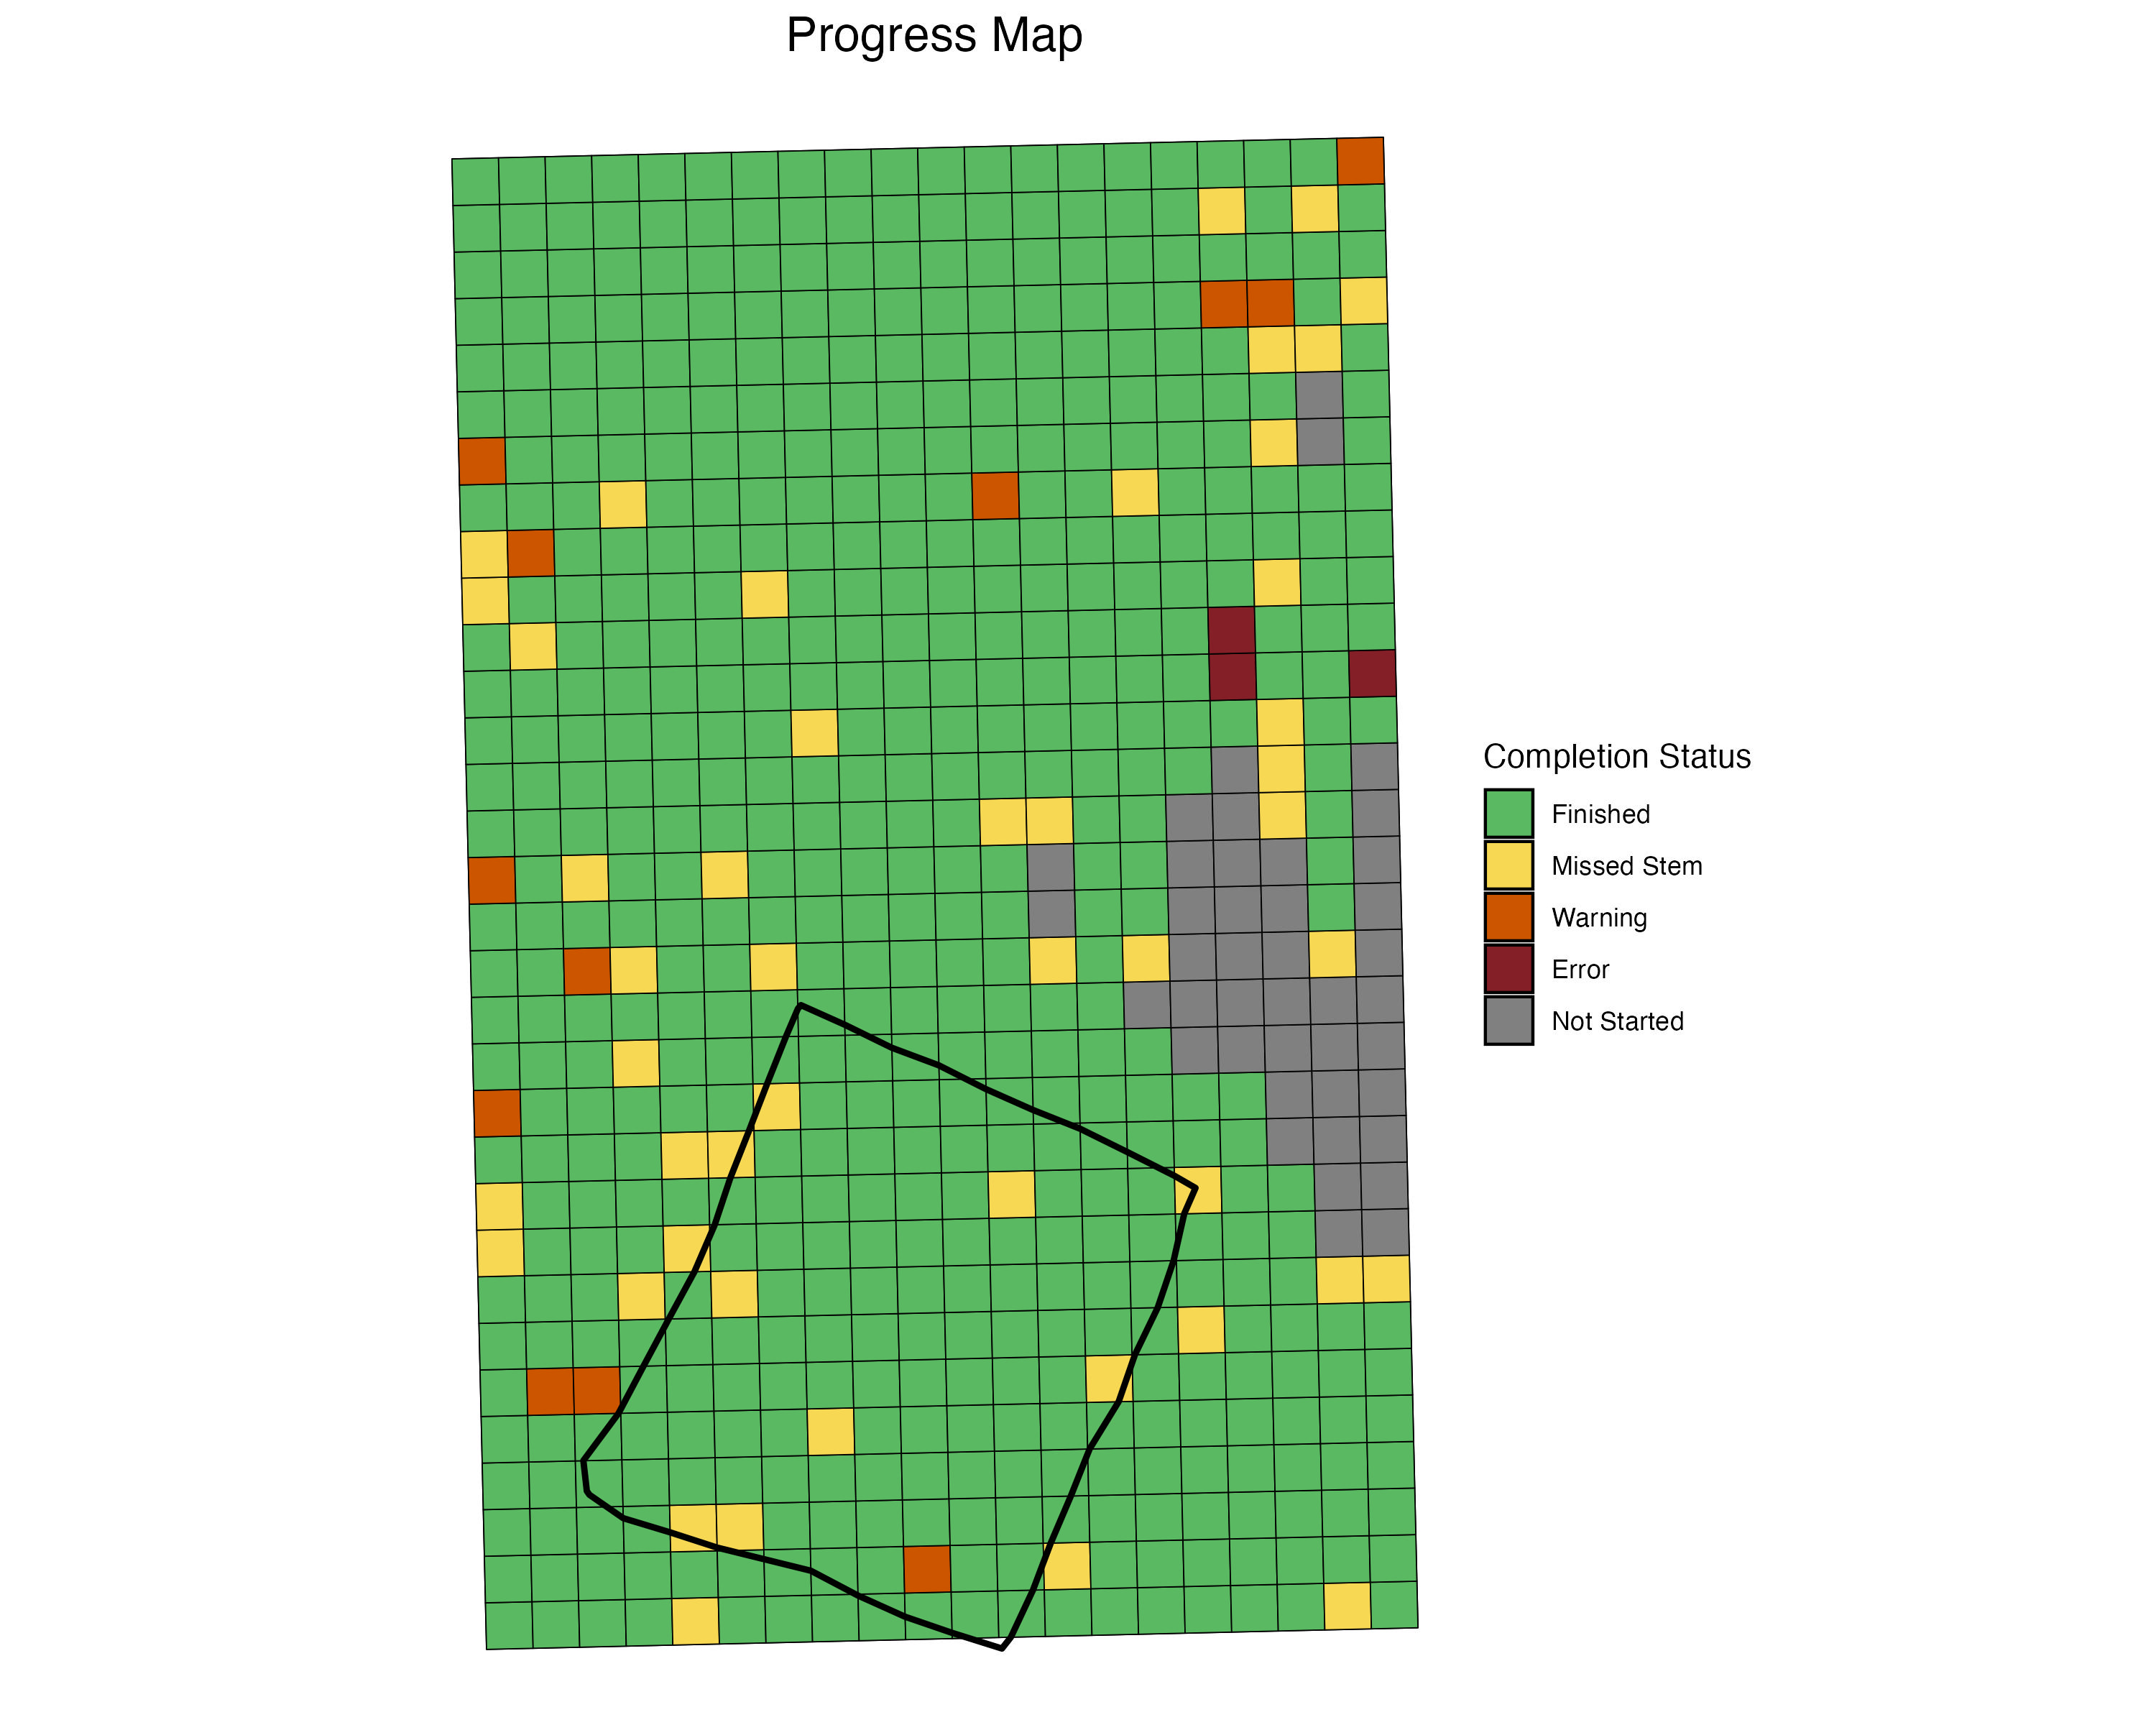 Progress Map
Completion Status
Finished
Missed Stem
Warning
Error
Not Started